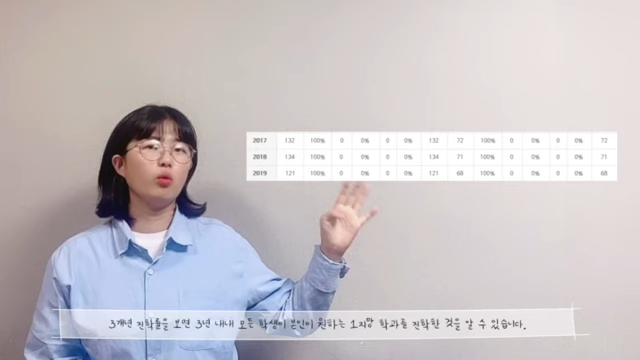 2017 132 100% 0 0% 0 0% 132 72 100% 0 0% 0 0% 72
2018 134 100% 0 0% 0 0% 134 71 100% 0 0% 0 0% 71
2019 121 100% 0 0% 0 0% 121 68 100% 0 0% 0 0% 68
3개년 진학률을 보면 3년 내내 모든 학생이 본인이 원하는 1지망 학과를 진학한 것을 알 수 있습니다.